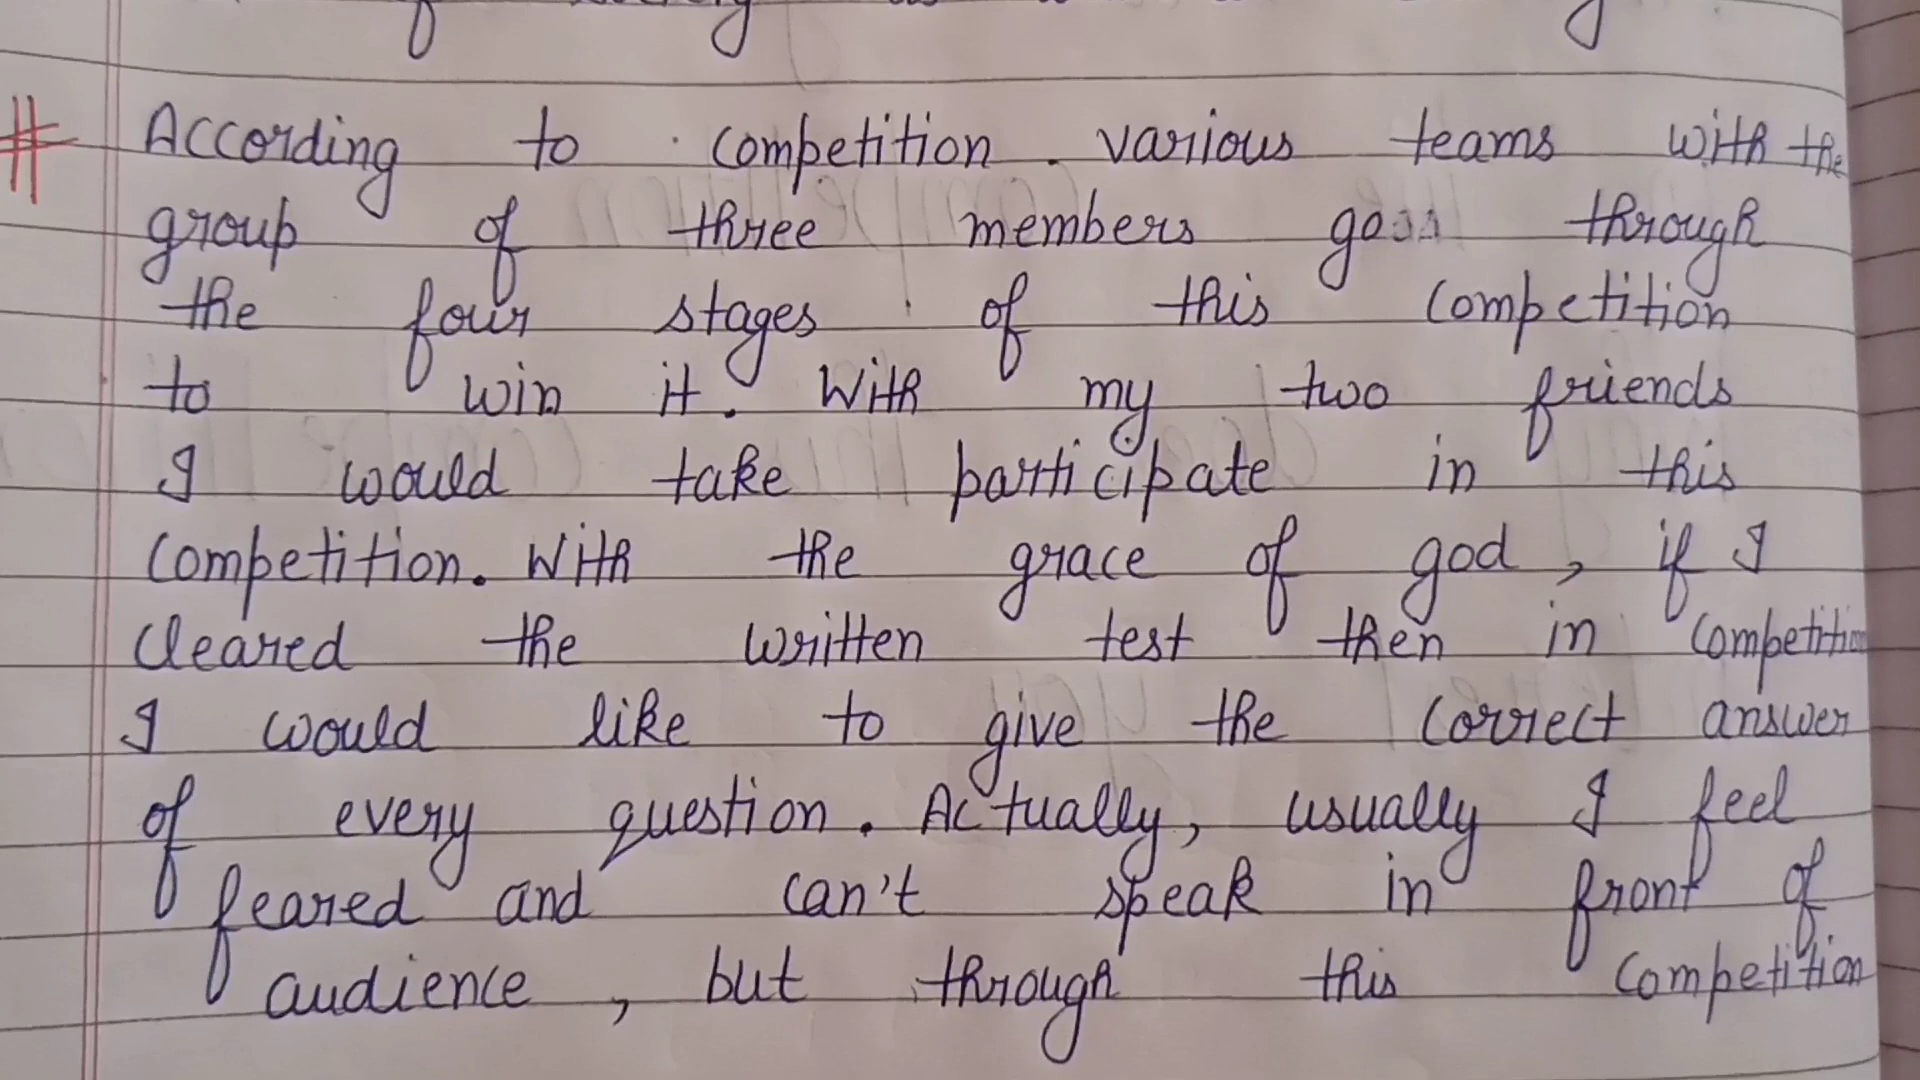 # According to competition . various teams with the
group of three members goes through
the four stages of this competition
to win it. With my two friends
I would take participate in this
competition. With the grace of god, if I
cleared the written test then in competition
I would like to give the correct answer
of every question. Actually, usually I feel
feared and can't speak in front of
audience, but through this competition